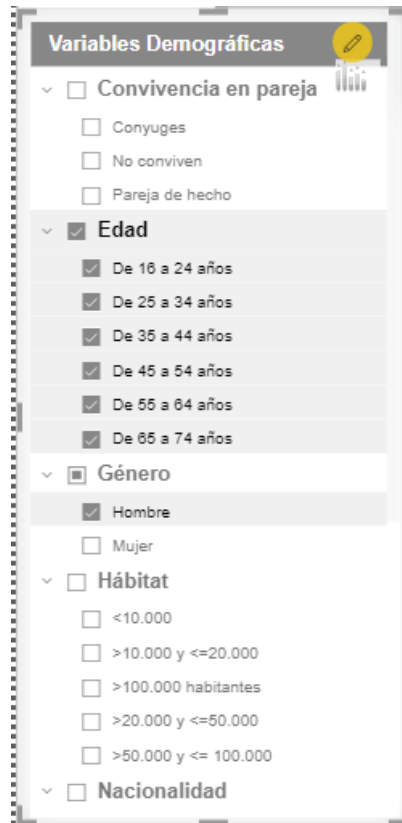 Variables Demográficas
Convivencia en pareja
Conyuges
No conviven
Pareja de hecho
Edad
De 16 a 24 años
De 25 a 34 años
De 35 a 44 años
De 45 a 54 años
De 55 a 64 años
De 65 a 74 años
Género
Hombre
Mujer
Hábitat
<10.000
>10.000 y <=20.000
>100.000 habitantes
>20.000 y <=50.000
>50.000 y <= 100.000
Nacionalidad